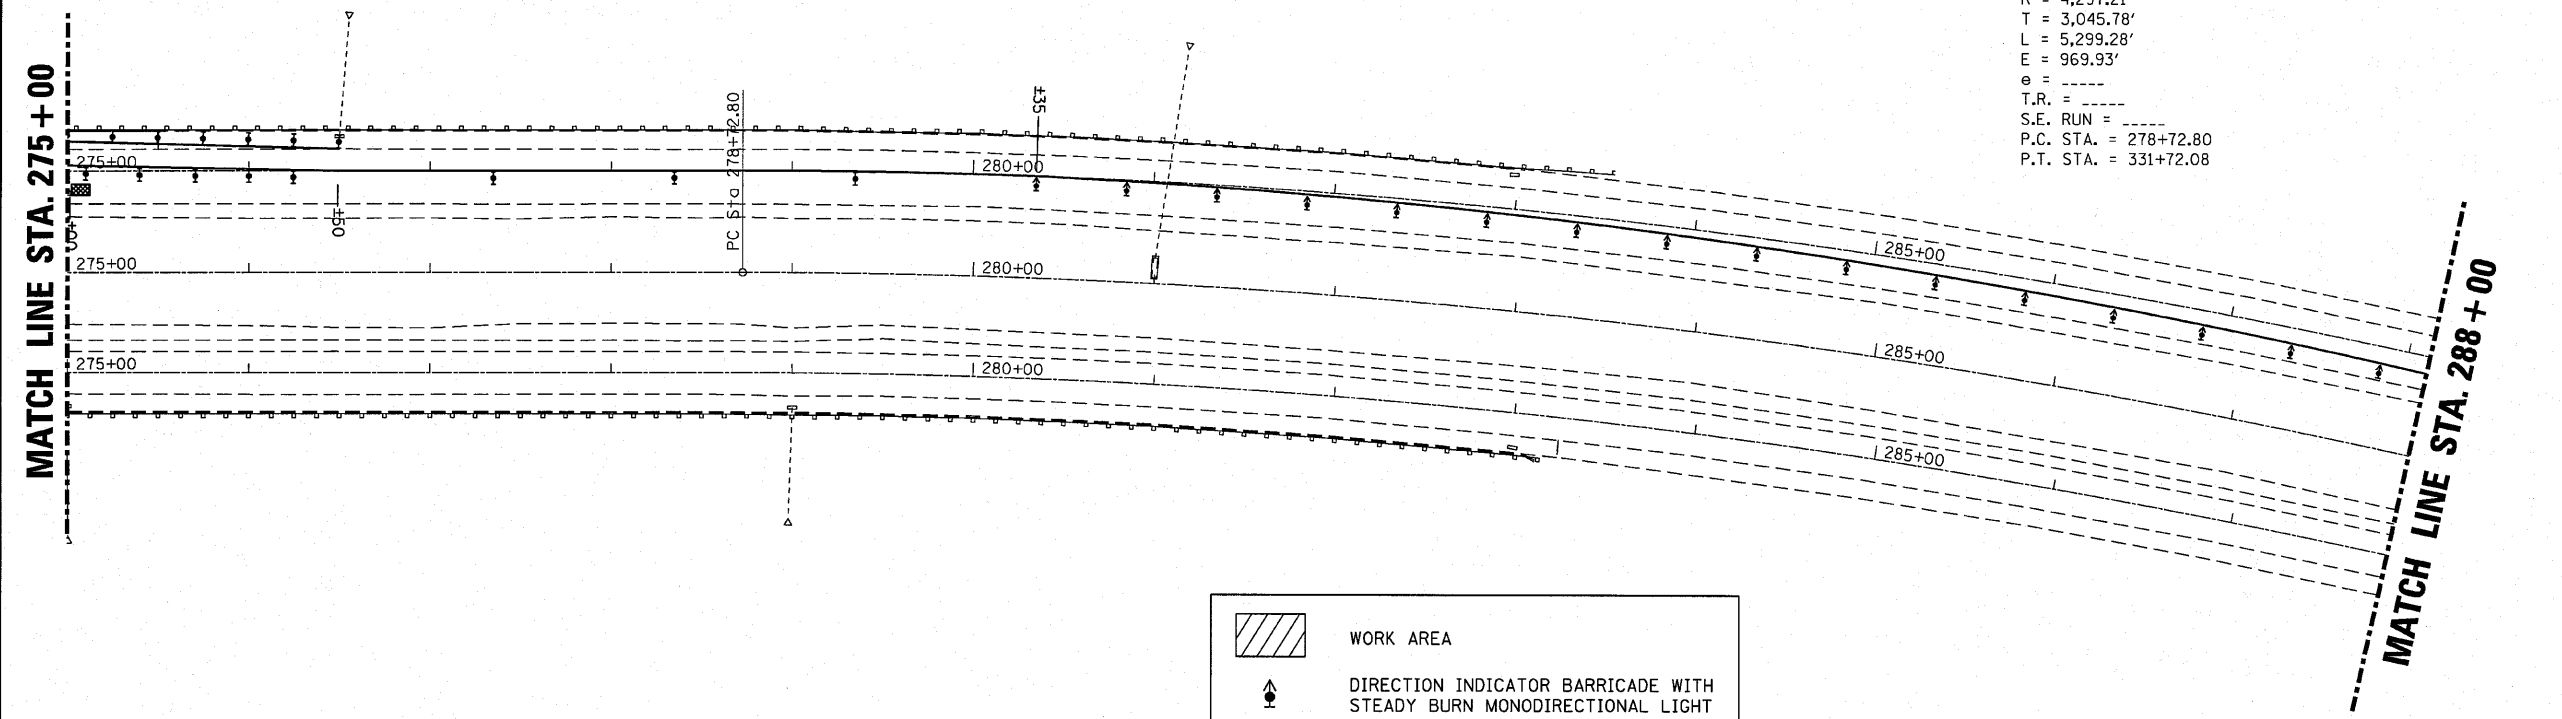 MATCH LINE STA. 275+00
R = 4,297.21'
T = 3,045.78'
L = 5,299.28'
E = 969.93'
e = _____
T.R. = _____
S.E. RUN = _____
P.C. STA. = 278+72.80
P.T. STA. = 331+72.08
PC Sta 278+72.80
±35
275+00
280+00
285+00
±50
275+00
280+00
285+00
275+00
280+00
285+00
MATCH LINE STA. 288+00
WORK AREA
DIRECTION INDICATOR BARRICADE WITH
STEADY BURN MONODIRECTIONAL LIGHT